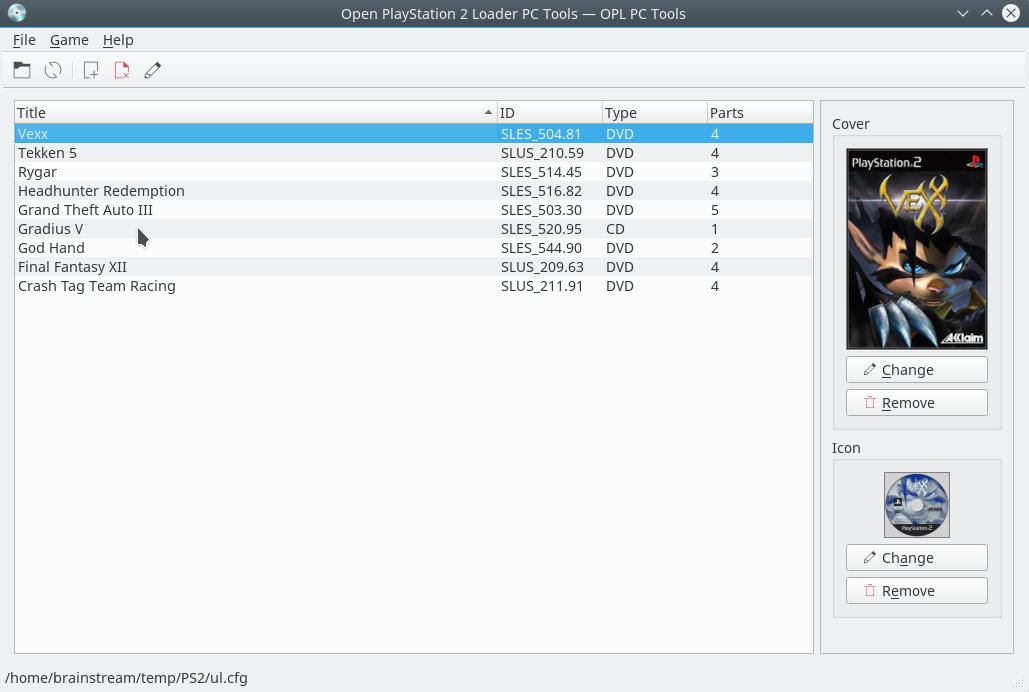 Open PlayStation 2 Loader PC Tools — OPL PC Tools
File Game Help
Title ID Type Parts
Vexx SLES_504.81 DVD 4
Tekken 5 SLUS_210.59 DVD 4
Rygar SLES_514.45 DVD 3
Headhunter Redemption SLES_516.82 DVD 4
Grand Theft Auto III SLES_503.30 DVD 5
Gradius V SLES_520.95 CD 1
God Hand SLES_544.90 DVD 2
Final Fantasy XII SLUS_209.63 DVD 4
Crash Tag Team Racing SLUS_211.91 DVD 4
Cover
PlayStation.2
VEXX
AKlaim
Change
Remove
Icon
VEXX
PlayStation.2
Change
Remove
/home/brainstream/temp/PS2/ul.cfg